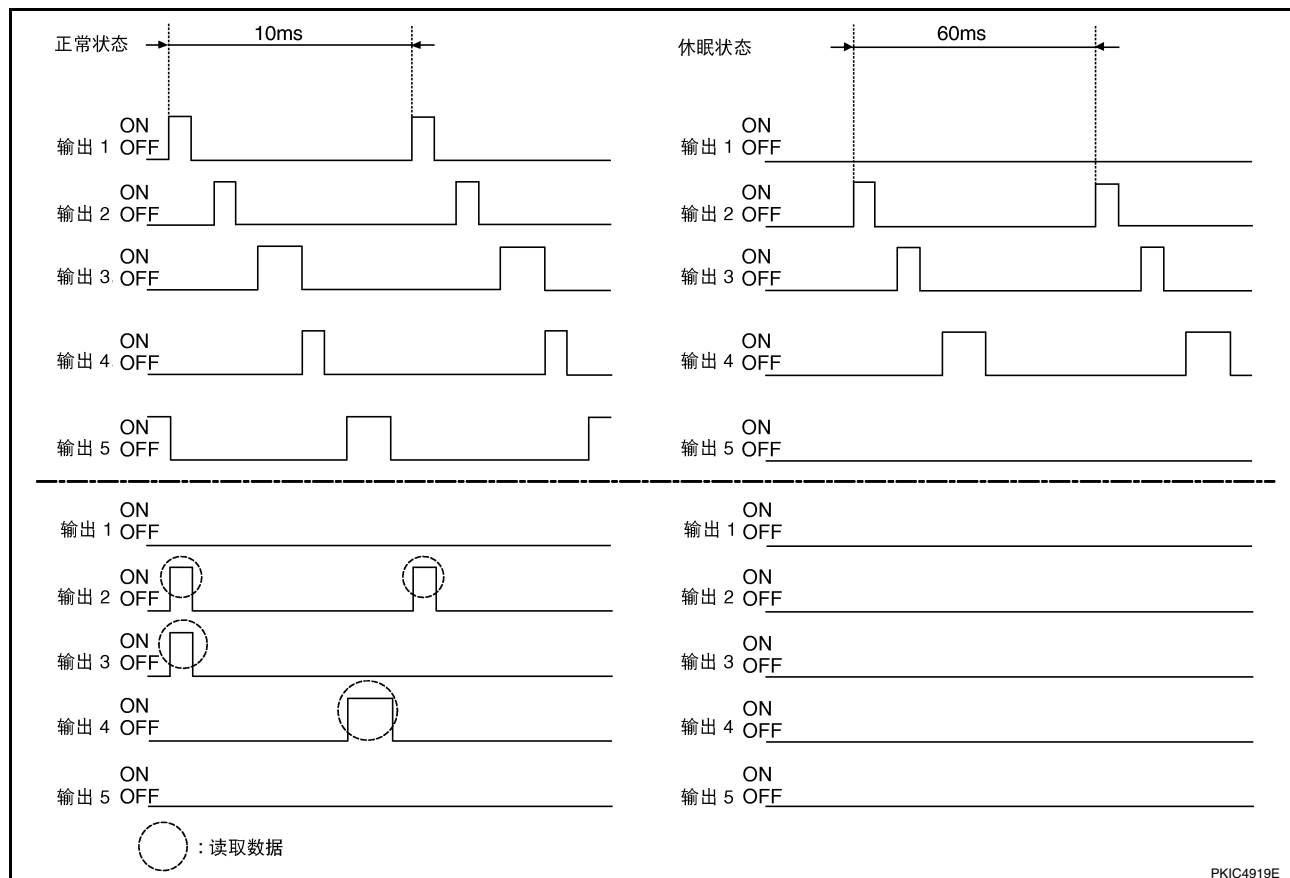 正常状态
10ms
输出 1 ON
OFF
输出 2 ON
OFF
输出 3 ON
OFF
输出 4 ON
OFF
输出 5 ON
OFF
休眠状态
60ms
输出 1 ON
OFF
输出 2 ON
OFF
输出 3 ON
OFF
输出 4 ON
OFF
输出 5 ON
OFF
输出 1 ON
OFF
输出 2 ON
OFF
输出 3 ON
OFF
输出 4 ON
OFF
输出 5 ON
OFF
输出 1 ON
OFF
输出 2 ON
OFF
输出 3 ON
OFF
输出 4 ON
OFF
输出 5 ON
OFF
: 读取数据
PKIC4919E